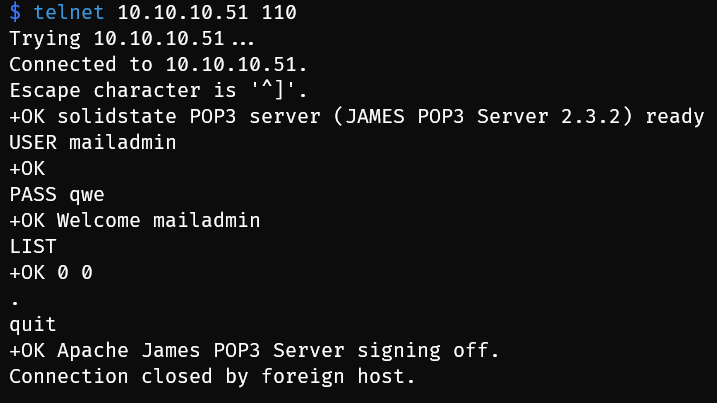 $ telnet 10.10.10.51 110
Trying 10.10.10.51...
Connected to 10.10.10.51.
Escape character is '^]'.
+OK solidstate POP3 server (JAMES POP3 Server 2.3.2) ready
USER mailadmin
+OK
PASS qwe
+OK Welcome mailadmin
LIST
+OK 0 0
.
quit
+OK Apache James POP3 Server signing off.
Connection closed by foreign host.